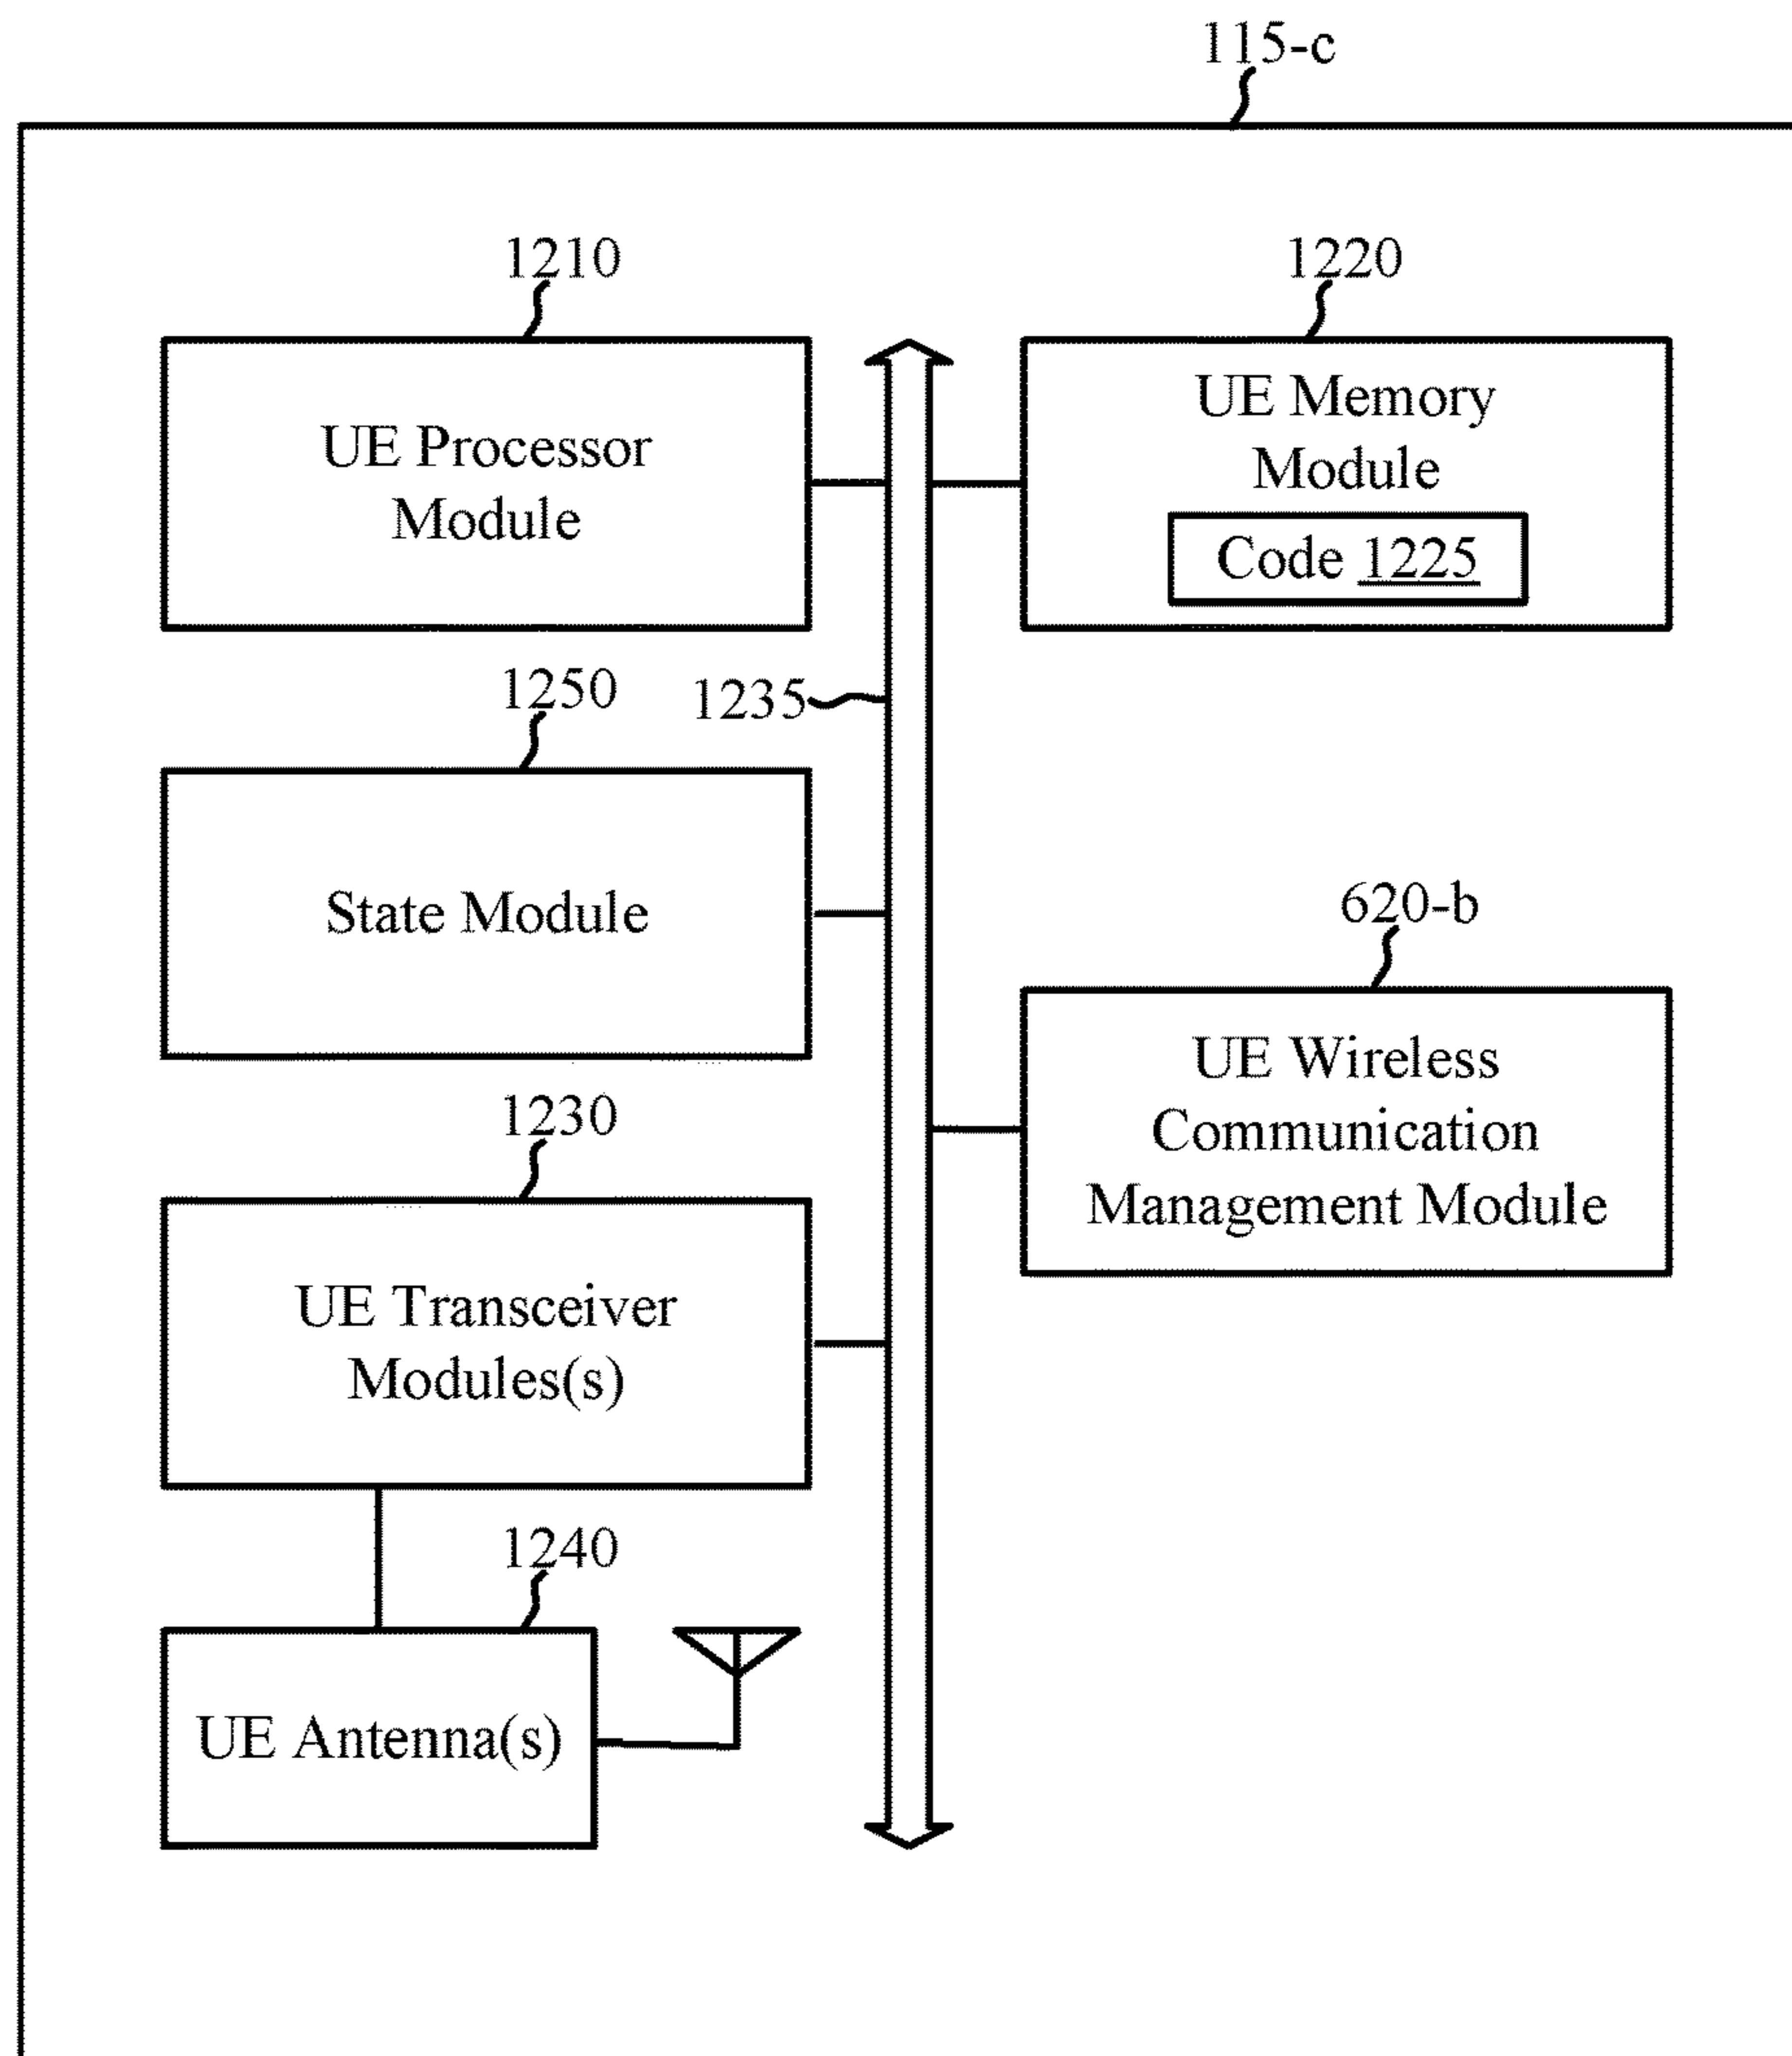 115-c
1210
1220
UE Processor
Module
UE Memory
Module
Code 1225
1250
1235
State Module
620-b
UE Wireless
Communication
Management Module
1230
UE Transceiver
Modules(s)
1240
UE Antenna(s)